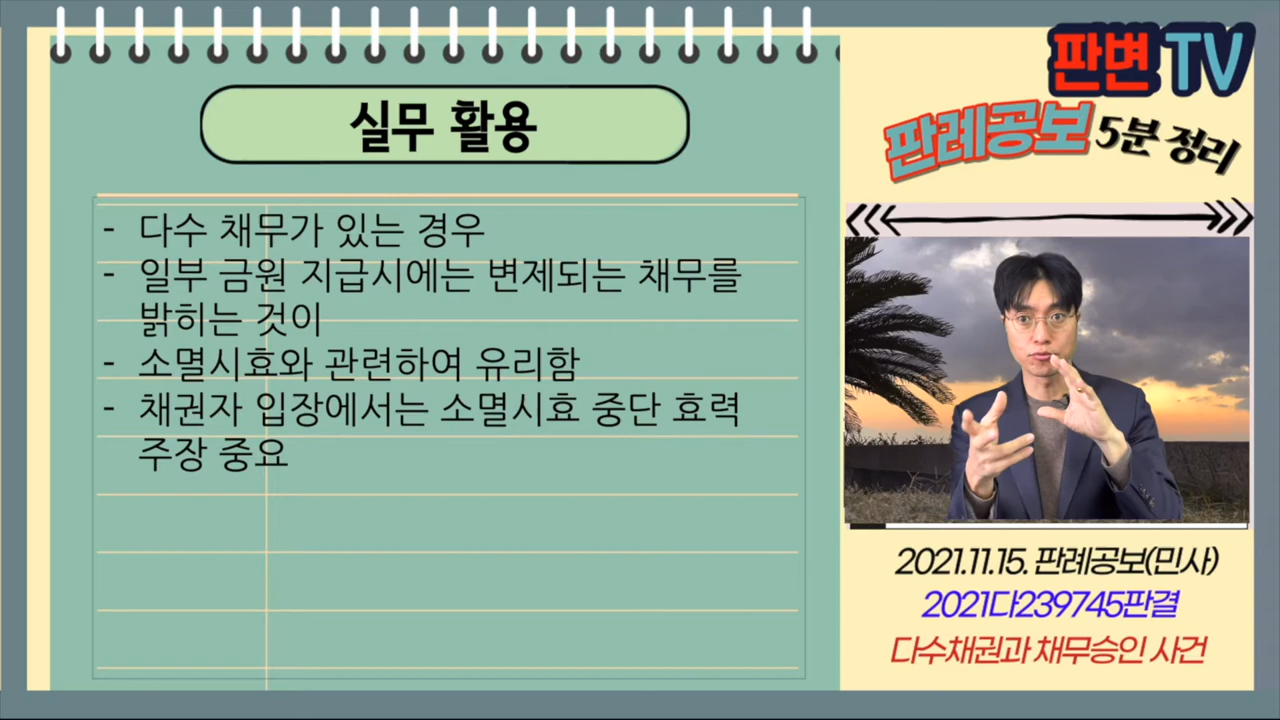 실무 활용
- 다수 채무가 있는 경우
- 일부 금원 지급시에는 변제되는 채무를
밝히는 것이
- 소멸시효와 관련하여 유리함
- 채권자 입장에서는 소멸시효 중단 효력
주장 중요
판변 TV
판례공보 5분 정리
2021.11.15. 판례공보(민사)
2021다239745판결
다수채권과 채무승인 사건